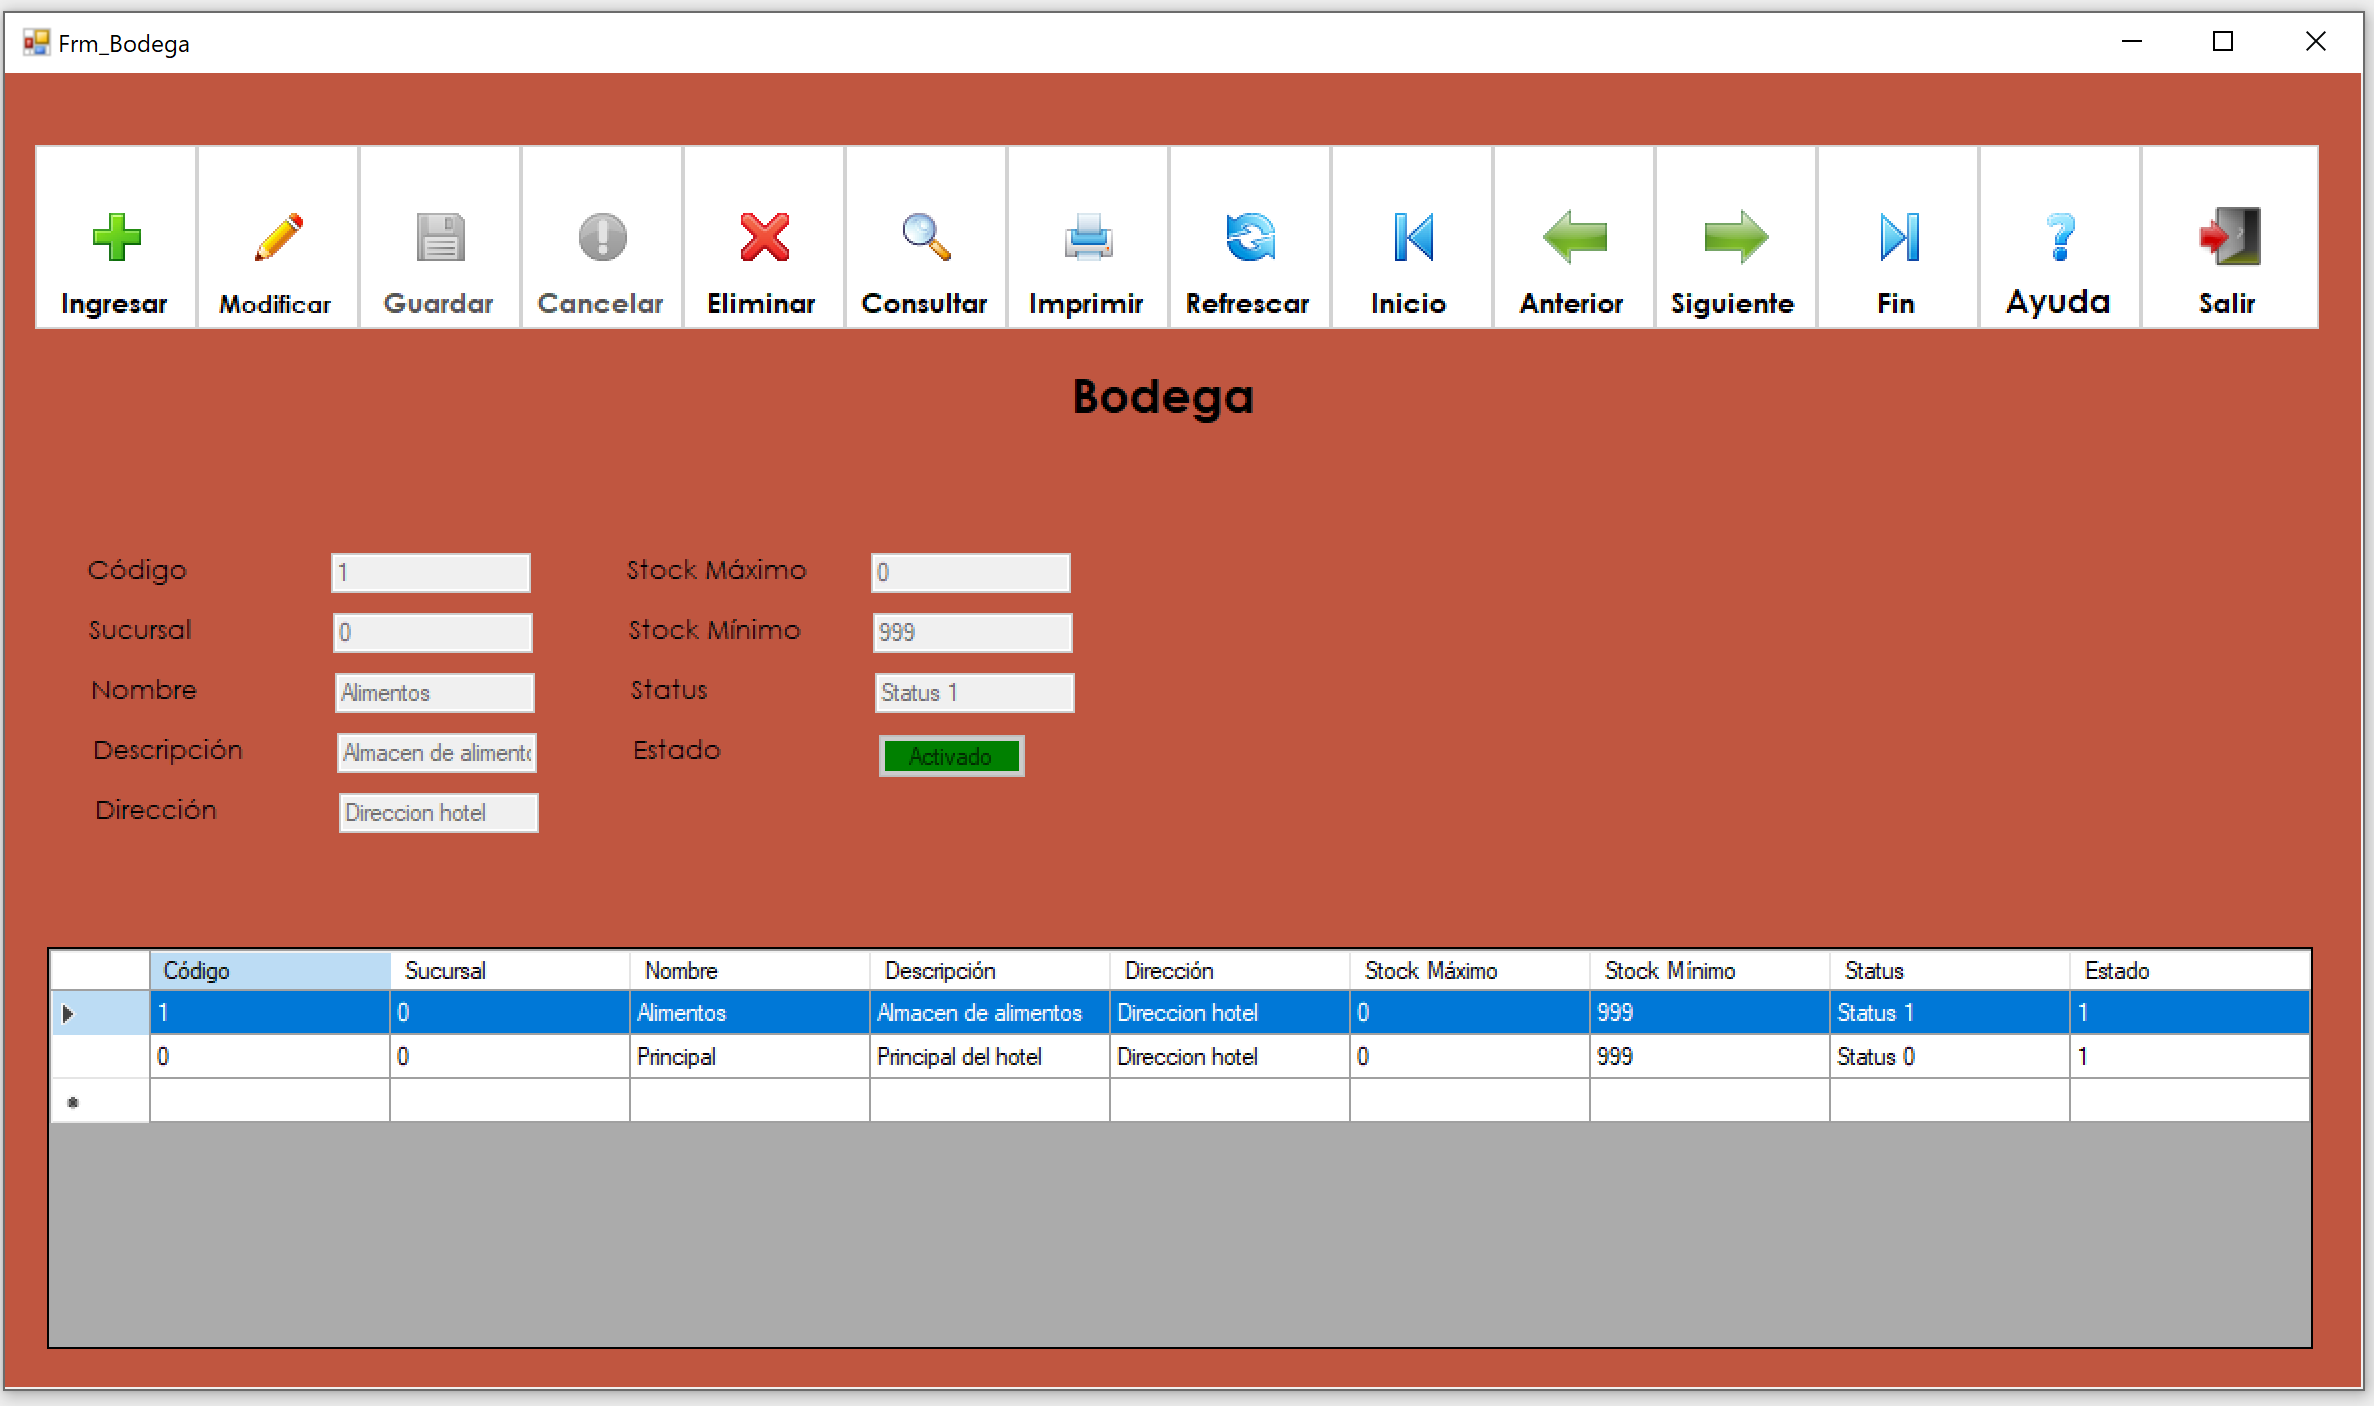 Frm_Bodega
Ingresar Modificar Guardar Cancelar Eliminar Consultar Imprimir Refrescar Inicio Anterior Siguiente Fin Ayuda Salir
Bodega
Código 1 Stock Máximo 0
Sucursal 0 Stock Mínimo 999
Nombre Alimentos Status Status 1
Descripción Almacen de alimento Estado Activado
Dirección Direccion hotel
Código Sucursal Nombre Descripción Dirección Stock Máximo Stock Mínimo Status Estado
1 0 Alimentos Almacen de alimentos Direccion hotel 0 999 Status 1 1
0 0 Principal Principal del hotel Direccion hotel 0 999 Status 0 1